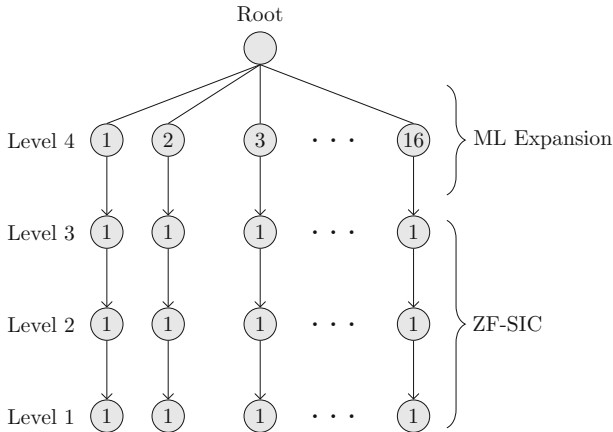 Root
Level 4 1 2 3 · · · 16 ML Expansion
Level 3 1 1 1 · · · 1
Level 2 1 1 1 · · · 1 ZF-SIC
Level 1 1 1 1 · · · 1